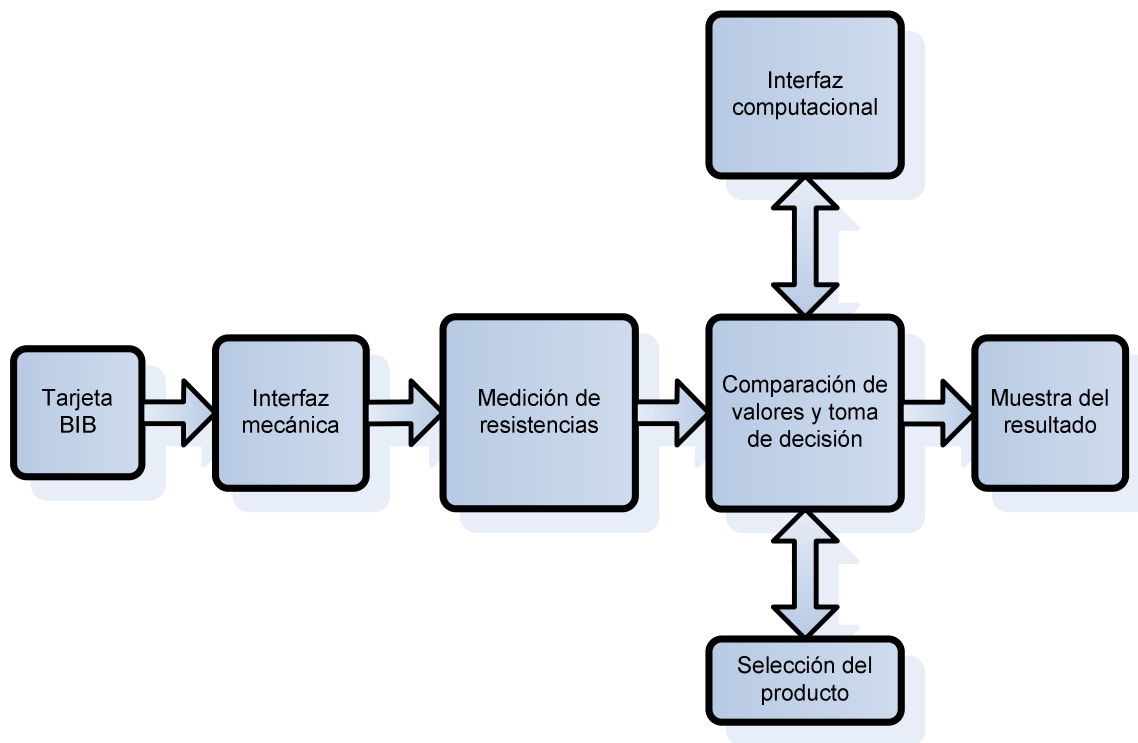 Interfaz
computacional
Tarjeta
BIB
Interfaz
mecánica
Medición de
resistencias
Comparación de
valores y toma
de decisión
Muestra del
resultado
Selección del
producto